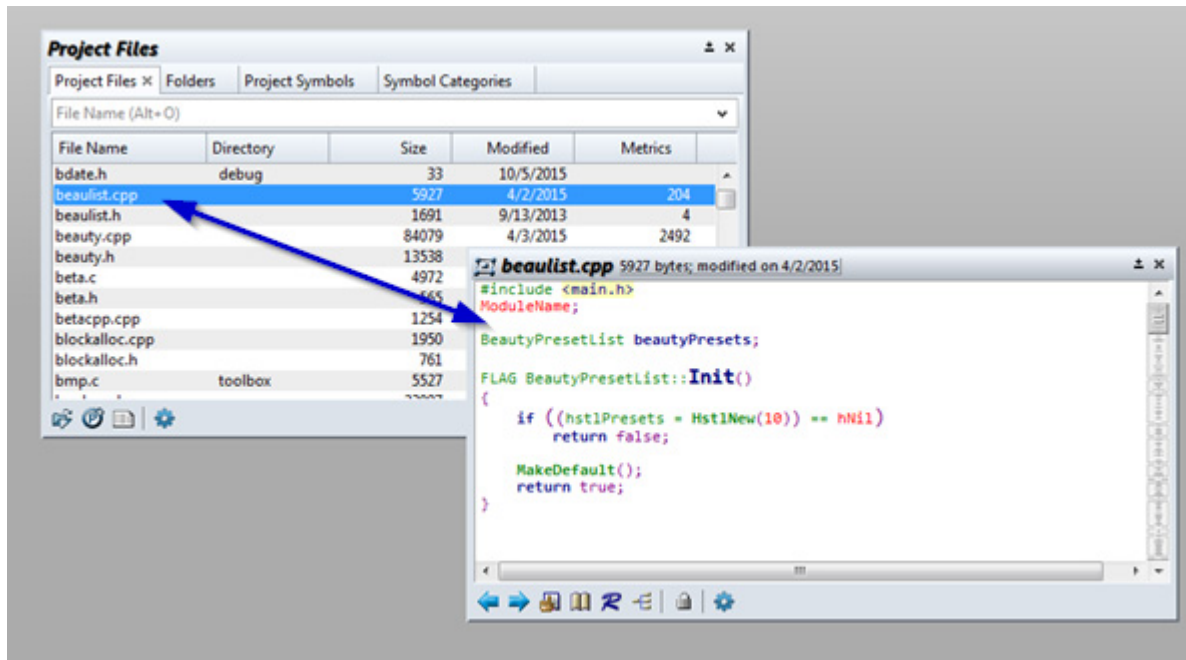 Project Files
Project Files × Folders Project Symbols Symbol Categories
File Name (Alt+O)
File Name Directory Size Modified Metrics
bdate.h debug 33 10/5/2015
beaulist.cpp 5927 4/2/2015 204
beaulist.h 1691 9/13/2013 4
beauty.cpp 84079 4/3/2015 2492
beauty.h 13538
beta.c 4972
beta.h
betacpp.cpp 1254
blockalloc.cpp 1950
blockalloc.h 761
bmp.c toolbox 5527
beaulist.cpp 5927 bytes; modified on 4/2/2015
#include <main.h>
ModuleName;
BeautyPresetList beautyPresets;
FLAG BeautyPresetList::Init()
{
if ((hstlPresets = HstlNew(10)) == hNil)
return false;
MakeDefault();
return true;
}